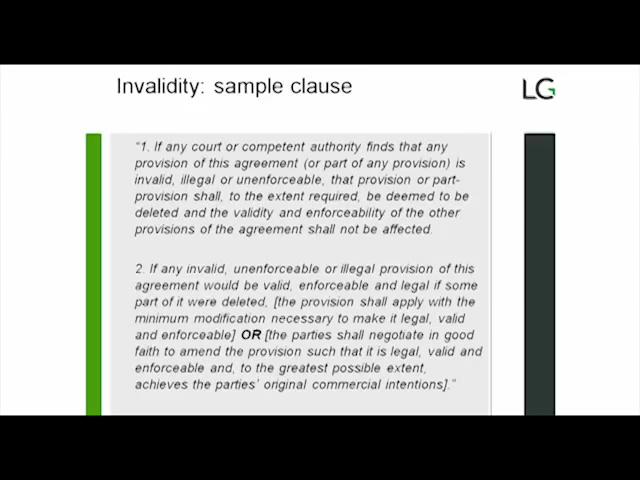 Invalidity: sample clause
LG
“1. If any court or competent authority finds that any
provision of this agreement (or part of any provision) is
invalid, illegal or unenforceable, that provision or part-
provision shall, to the extent required, be deemed to be
deleted and the validity and enforceability of the other
provisions of the agreement shall not be affected.
2. If any invalid, unenforceable or illegal provision of this
agreement would be valid, enforceable and legal if some
part of it were deleted, [the provision shall apply with the
minimum modification necessary to make it legal, valid
and enforceable] OR [the parties shall negotiate in good
faith to amend the provision such that it is legal, valid and
enforceable and, to the greatest possible extent,
achieves the parties’ original commercial intentions].”